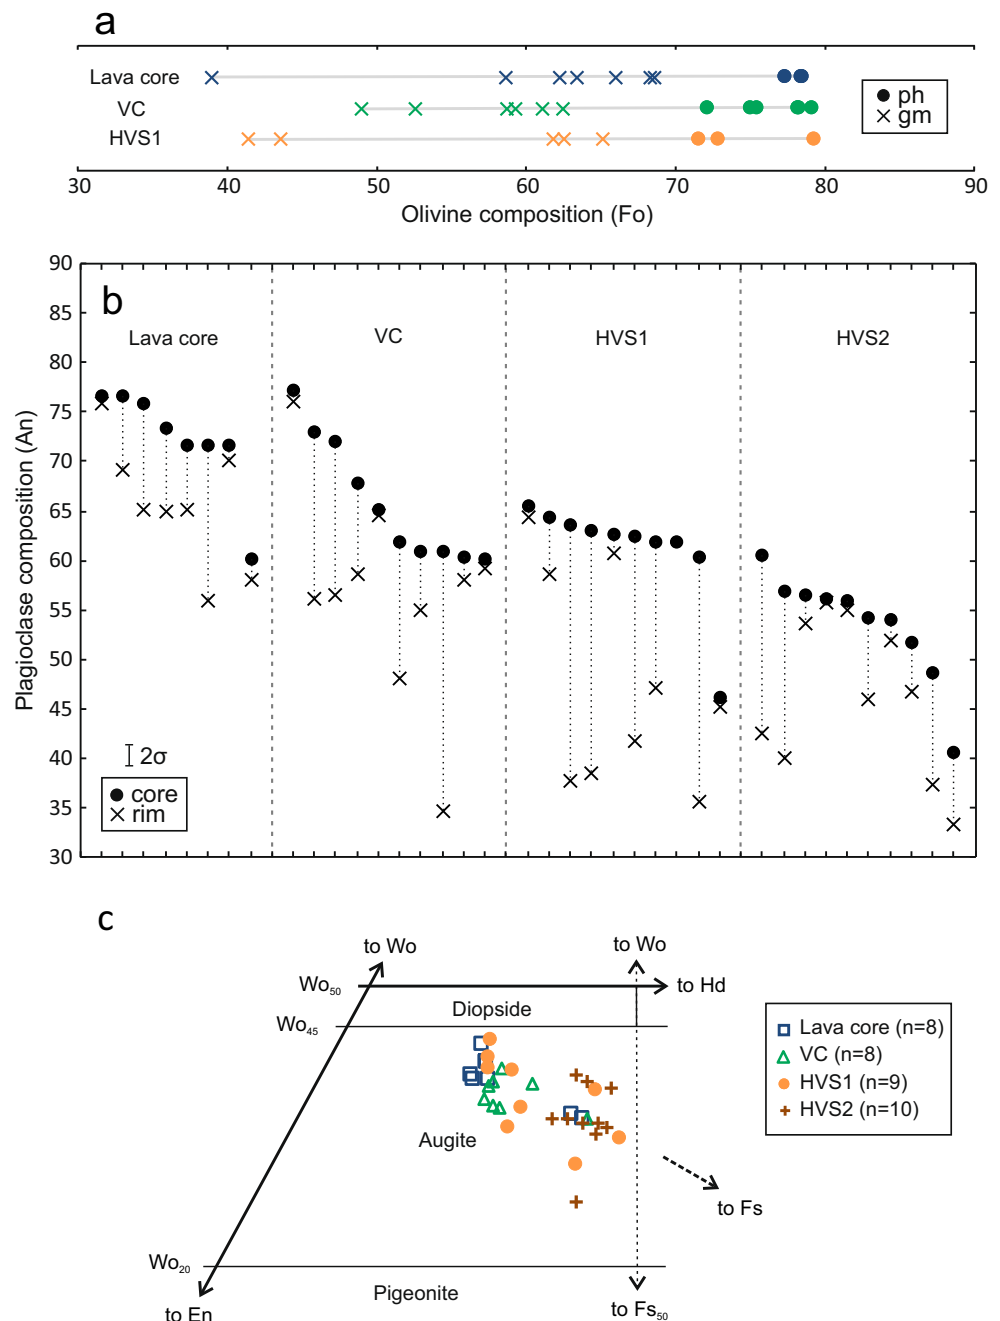 a
Lava core
VC
HVS1
ph
gm
30 40 50 60 70 80 90
Olivine composition (Fo)
b
90
85
80
75
70
65
60
55
50
45
40
35
30
Plagioclase composition (An)
Lava core VC HVS1 HVS2
2σ
core
rim
c
to Wo to Wo
Wo50 to Hd
Diopside
Wo45
Augite
to Fs
Wo20
Pigeonite
to En to Fs50
Lava core (n=8)
VC (n=8)
HVS1 (n=9)
HVS2 (n=10)